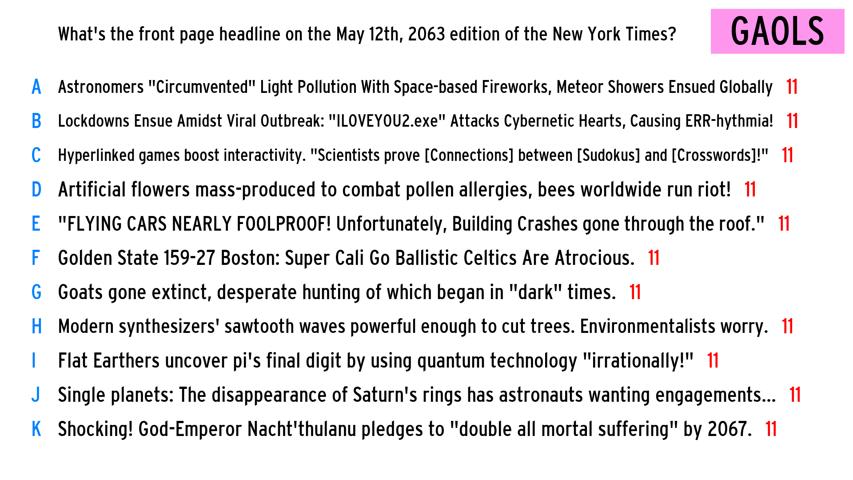 What's the front page headline on the May 12th, 2063 edition of the New York Times?
GAOLS
A Astronomers "Circumvented" Light Pollution With Space-based Fireworks, Meteor Showers Ensued Globally 11
B Lockdowns Ensue Amidst Viral Outbreak: "ILOVEYOU2.exe" Attacks Cybernetic Hearts, Causing ERR-hythmia! 11
C Hyperlinked games boost interactivity. "Scientists prove [Connections] between [Sudokus] and [Crosswords]!" 11
D Artificial flowers mass-produced to combat pollen allergies, bees worldwide run riot! 11
E "FLYING CARS NEARLY FOOLPROOF! Unfortunately, Building Crashes gone through the roof." 11
F Golden State 159-27 Boston: Super Cali Go Ballistic Celtics Are Atrocious. 11
G Goats gone extinct, desperate hunting of which began in "dark" times. 11
H Modern synthesizers' sawtooth waves powerful enough to cut trees. Environmentalists worry. 11
I Flat Earthers uncover pi's final digit by using quantum technology "irrationally!" 11
J Single planets: The disappearance of Saturn's rings has astronauts wanting engagements... 11
K Shocking! God-Emperor Nacht'thulanu pledges to "double all mortal suffering" by 2067. 11